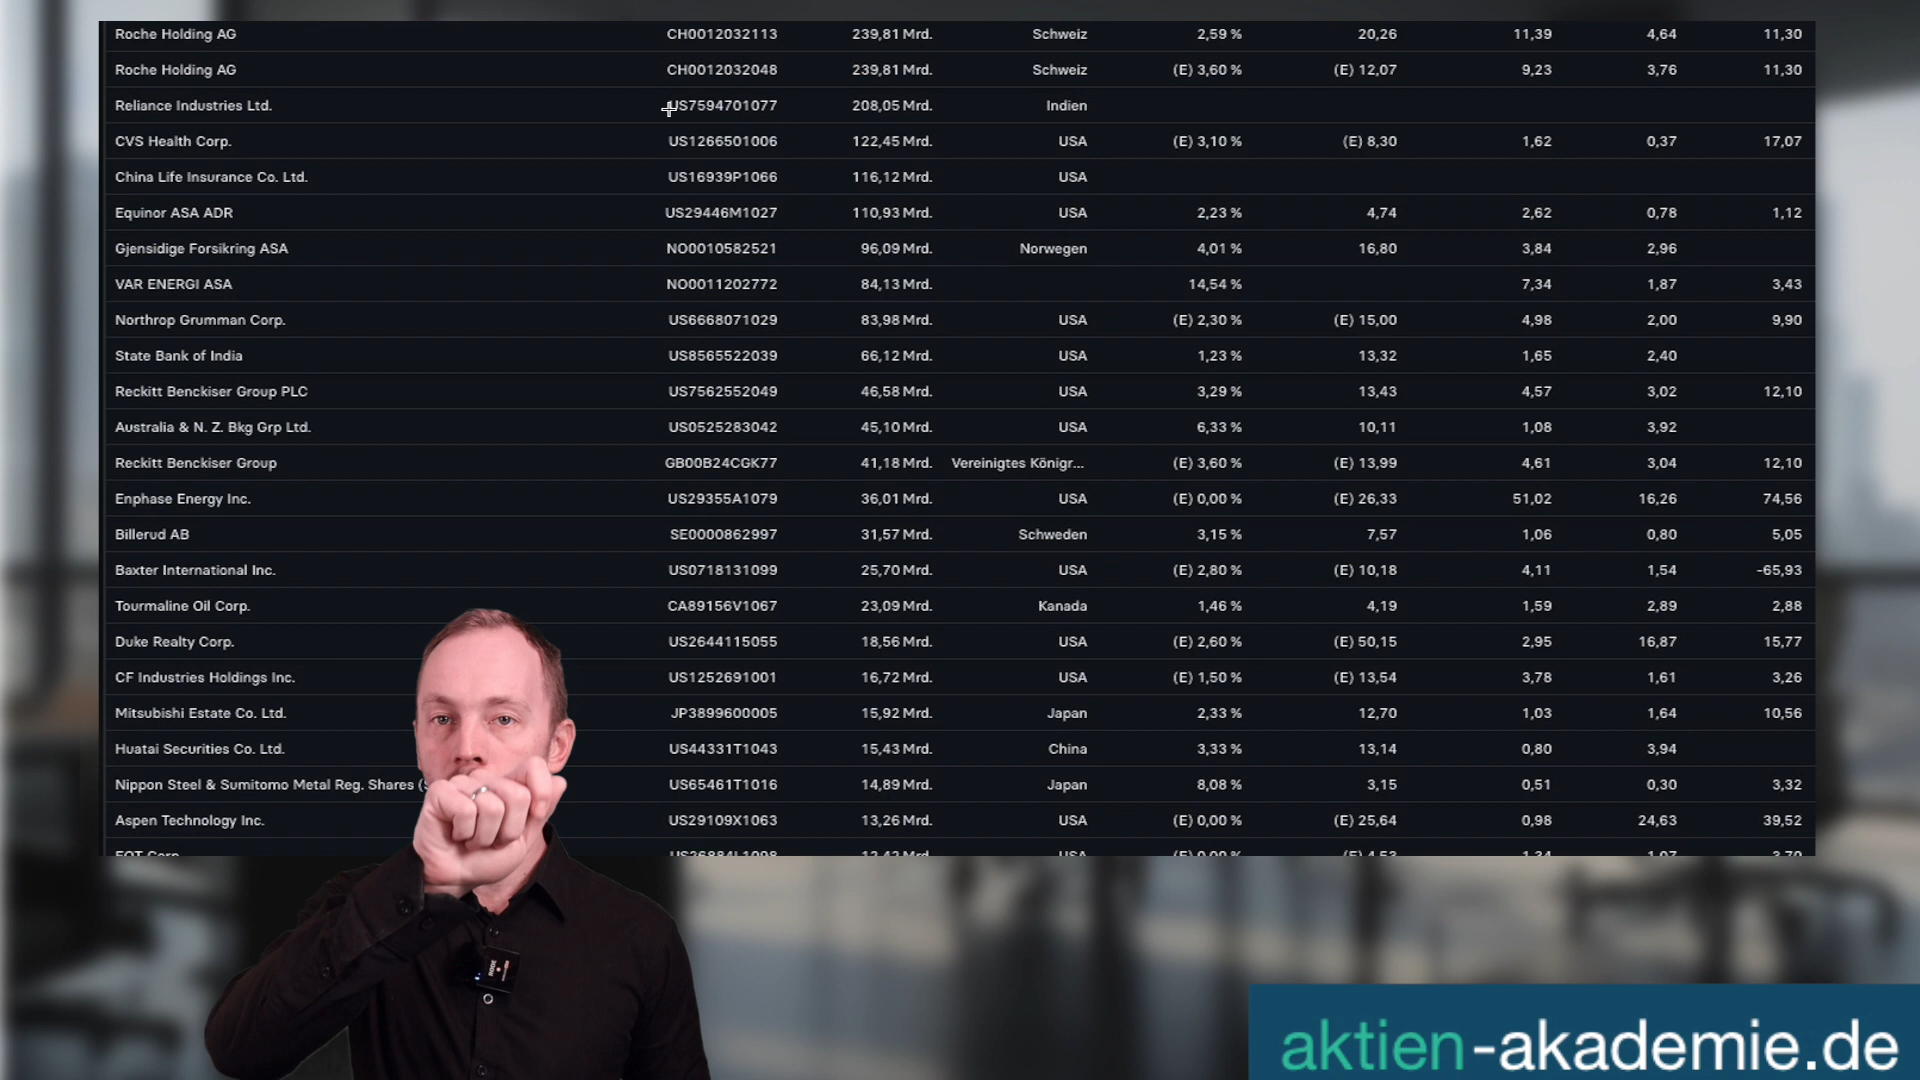 Roche Holding AG CH0012032113 239,81 Mrd. Schweiz 2,59 % 20,26 11,39 4,64 11,30
Roche Holding AG CH0012032048 239,81 Mrd. Schweiz (E) 3,60 % (E) 12,07 9,23 3,76 11,30
Reliance Industries Ltd. US7594701077 208,05 Mrd. Indien
CVS Health Corp. US1266501006 122,45 Mrd. USA (E) 3,10 % (E) 8,30 1,62 0,37 17,07
China Life Insurance Co. Ltd. US16939P1066 116,12 Mrd. USA
Equinor ASA ADR US29446M1027 110,93 Mrd. USA 2,23 % 4,74 2,62 0,78 1,12
Gjensidige Forsikring ASA NO0010582521 96,09 Mrd. Norwegen 4,01 % 16,80 3,84 2,96
VAR ENERGI ASA NO0011202772 84,13 Mrd. 14,54 % 7,34 1,87 3,43
Northrop Grumman Corp. US6668071029 83,98 Mrd. USA (E) 2,30 % (E) 15,00 4,98 2,00 9,90
State Bank of India US8565522039 66,12 Mrd. USA 1,23 % 13,32 1,65 2,40
Reckitt Benckiser Group PLC US7562552049 46,58 Mrd. USA 3,29 % 13,43 4,57 3,02 12,10
Australia & N. Z. Bkg Grp Ltd. US0525283042 45,10 Mrd. USA 6,33 % 10,11 1,08 3,92
Reckitt Benckiser Group GB00B24CGK77 41,18 Mrd. Vereinigtes Königr... (E) 3,60 % (E) 13,99 4,61 3,04 12,10
Enphase Energy Inc. US29355A1079 36,01 Mrd. USA (E) 0,00 % (E) 26,33 51,02 16,26 74,56
Billerud AB SE0000862997 31,57 Mrd. Schweden 3,15 % 7,57 1,06 0,80 5,05
Baxter International Inc. US0718131099 25,70 Mrd. USA (E) 2,80 % (E) 10,18 4,11 1,54 -65,93
Tourmaline Oil Corp. CA89156V1067 23,09 Mrd. Kanada 1,46 % 4,19 1,59 2,89 2,88
Duke Realty Corp. US2644115055 18,56 Mrd. USA (E) 2,60 % (E) 50,15 2,95 16,87 15,77
CF Industries Holdings Inc. US1252691001 16,72 Mrd. USA (E) 1,50 % (E) 13,54 3,78 1,61 3,26
Mitsubishi Estate Co. Ltd. JP3899600005 15,92 Mrd. Japan 2,33 % 12,70 1,03 1,64 10,56
Huatai Securities Co. Ltd. US44331T1043 15,43 Mrd. China 3,33 % 13,14 0,80 3,94
Nippon Steel & Sumitomo Metal Reg. Shares ( US65461T1016 14,89 Mrd. Japan 8,08 % 3,15 0,51 0,30 3,32
Aspen Technology Inc. US29109X1063 13,26 Mrd. USA (E) 0,00 % (E) 25,64 0,98 24,63 39,52
RODE
aktien-akademie.de